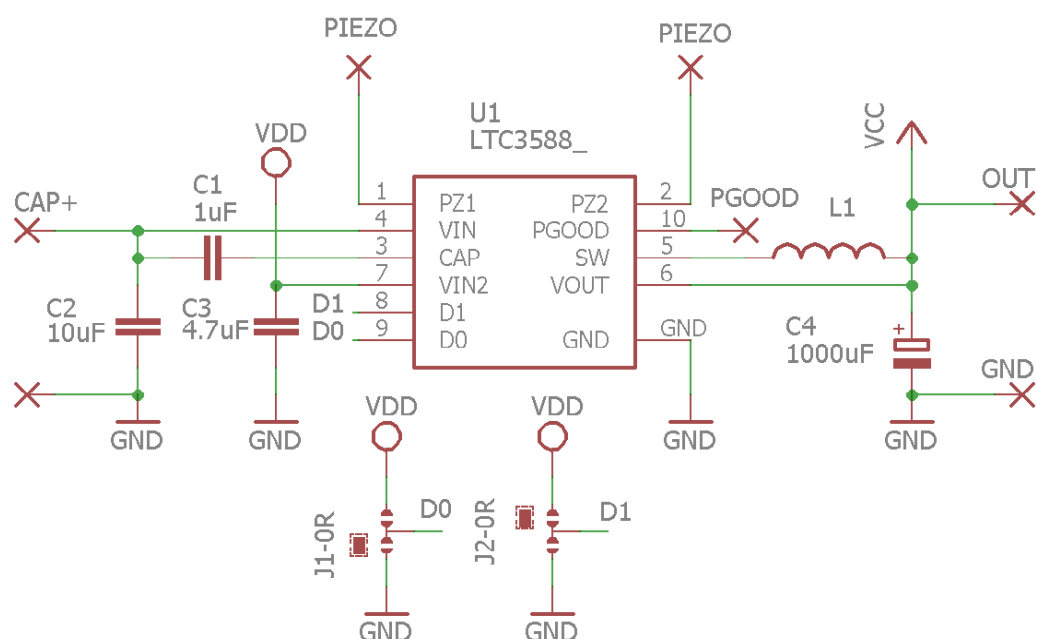 PIEZO
PIEZO
U1
LTC3588_
VDD
VCC
C1
1uF
CAP+
OUT
1
PZ1
PZ2
2
PGOOD
L1
4
VIN
PGOOD
10
3
CAP
SW
5
7
VIN2
VOUT
6
C2
10uF
C3
4.7uF
D1
8
D1
D0
9
D0
GND
GND
C4
1000uF
+
GND
GND
GND
GND
GND
VDD
VDD
J1-0R
D0
J2-0R
D1
GND
GND